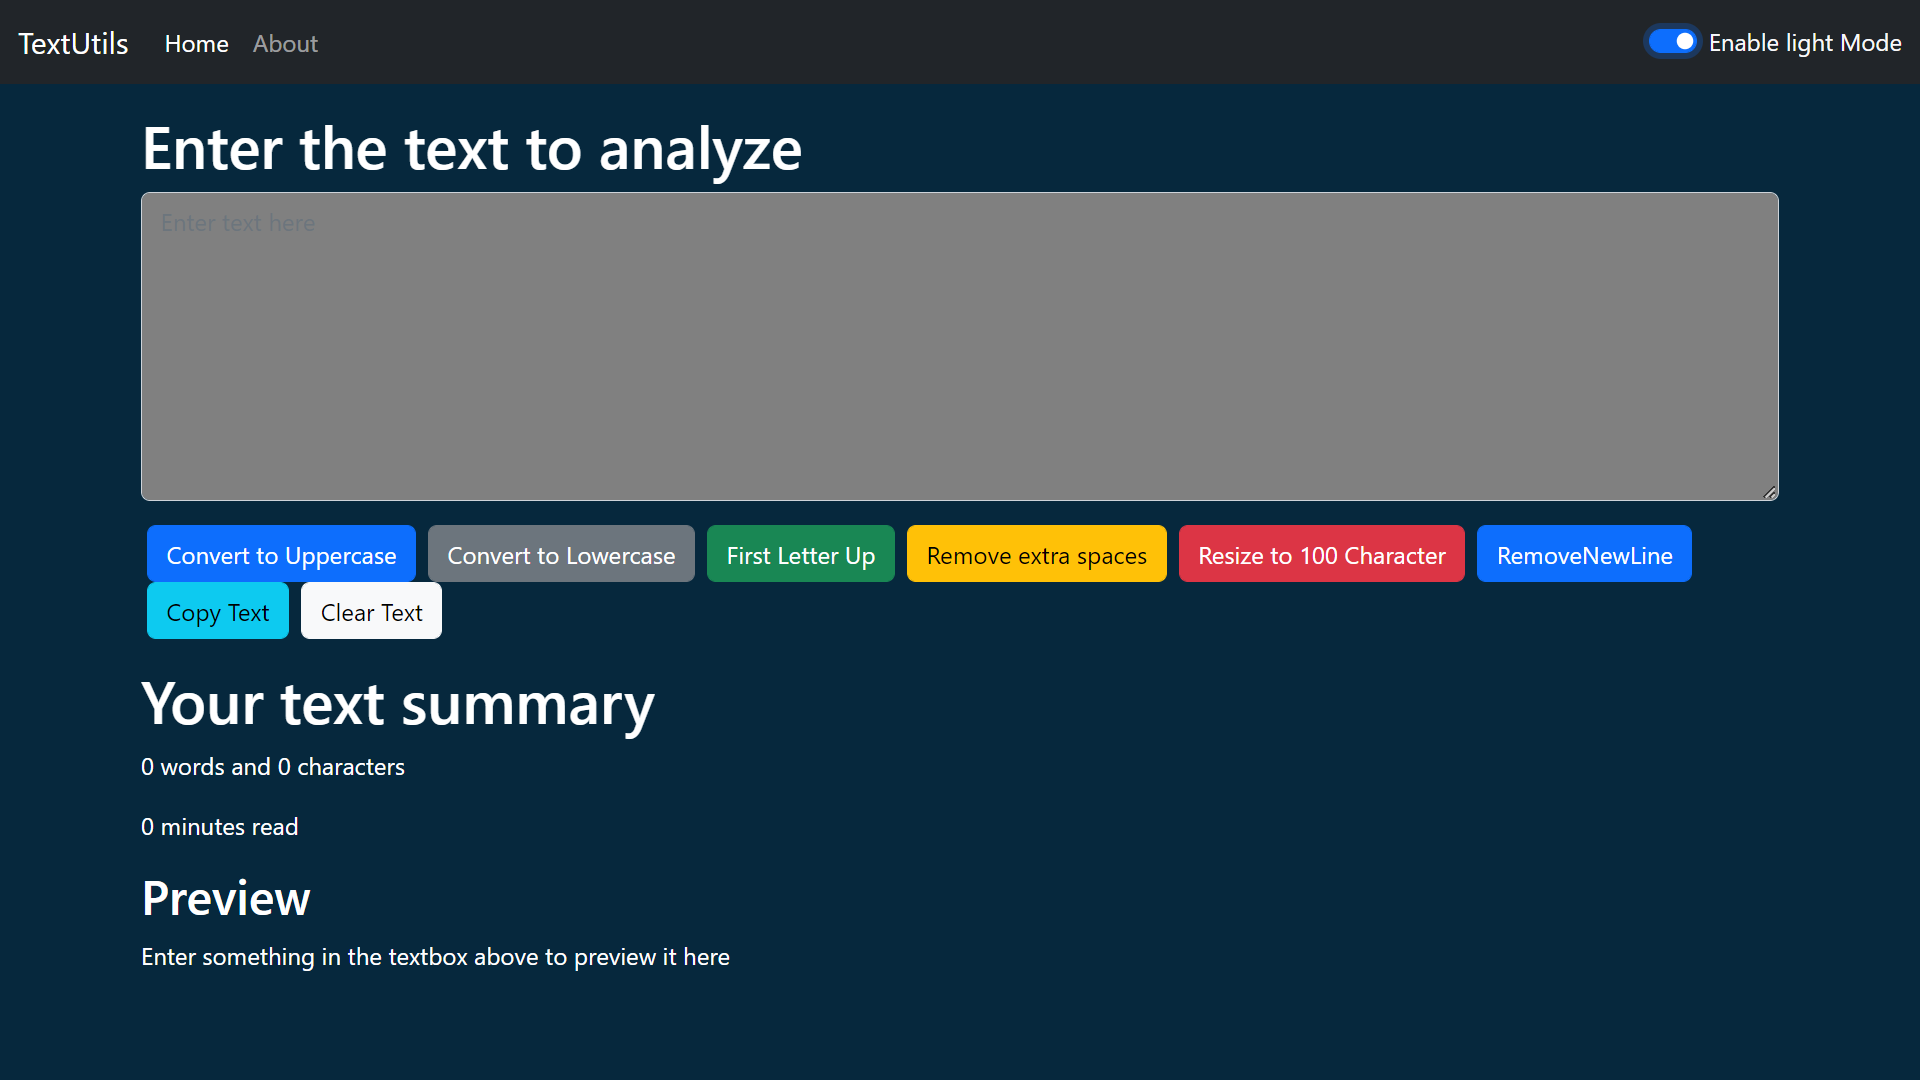 TextUtils Home About Enable light Mode
Enter the text to analyze
Enter text here
Convert to Uppercase Convert to Lowercase First Letter Up Remove extra spaces Resize to 100 Character RemoveNewLine
Copy Text Clear Text
Your text summary
0 words and 0 characters
0 minutes read
Preview
Enter something in the textbox above to preview it here